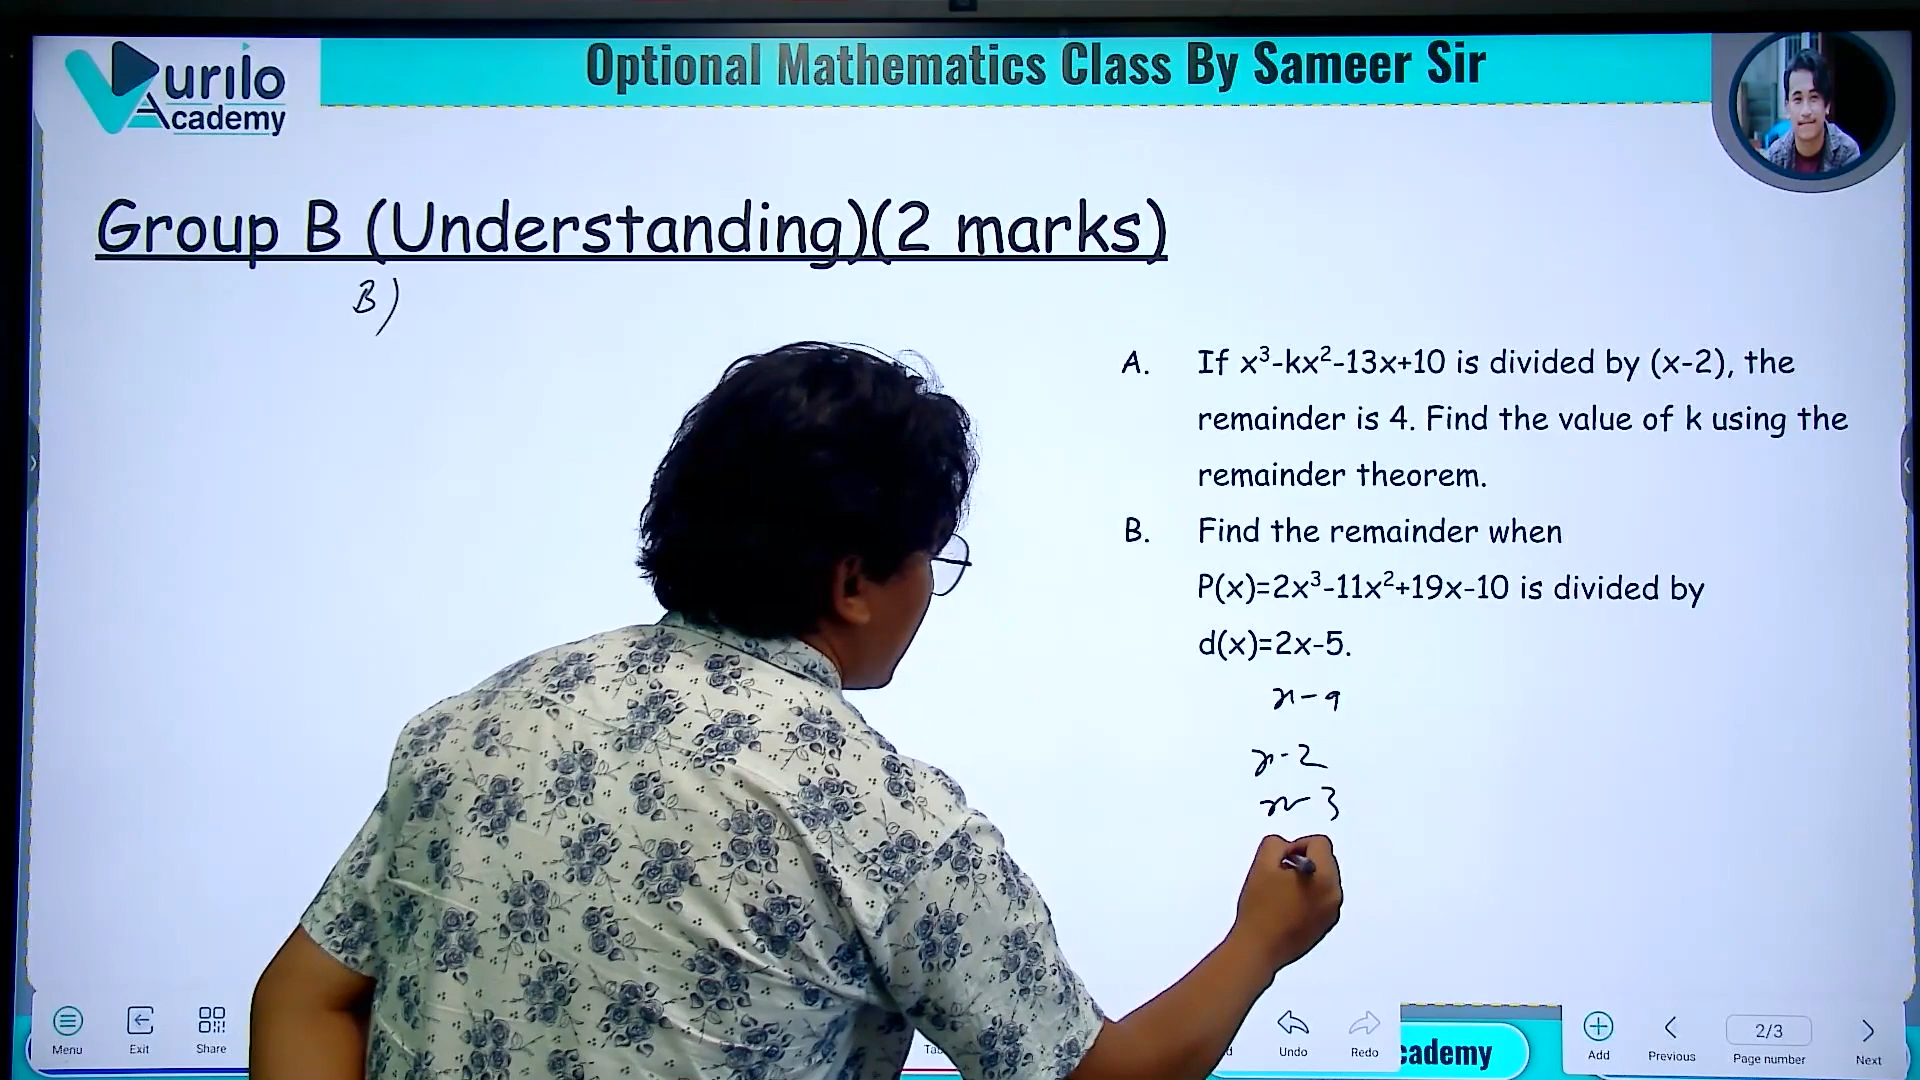 Vurilo
Academy
Optional Mathematics Class By Sameer Sir
Group B (Understanding)(2 marks)
B)
A. If x³-kx²-13x+10 is divided by (x-2), the
remainder is 4. Find the value of k using the
remainder theorem.
B. Find the remainder when
P(x)=2x³-11x²+19x-10 is divided by
d(x)=2x-5.
x-a
x-2
x-3
Menu
Exit
Share
Undo
Redo
cademy
Add
Previous
2/3
Page number
Next